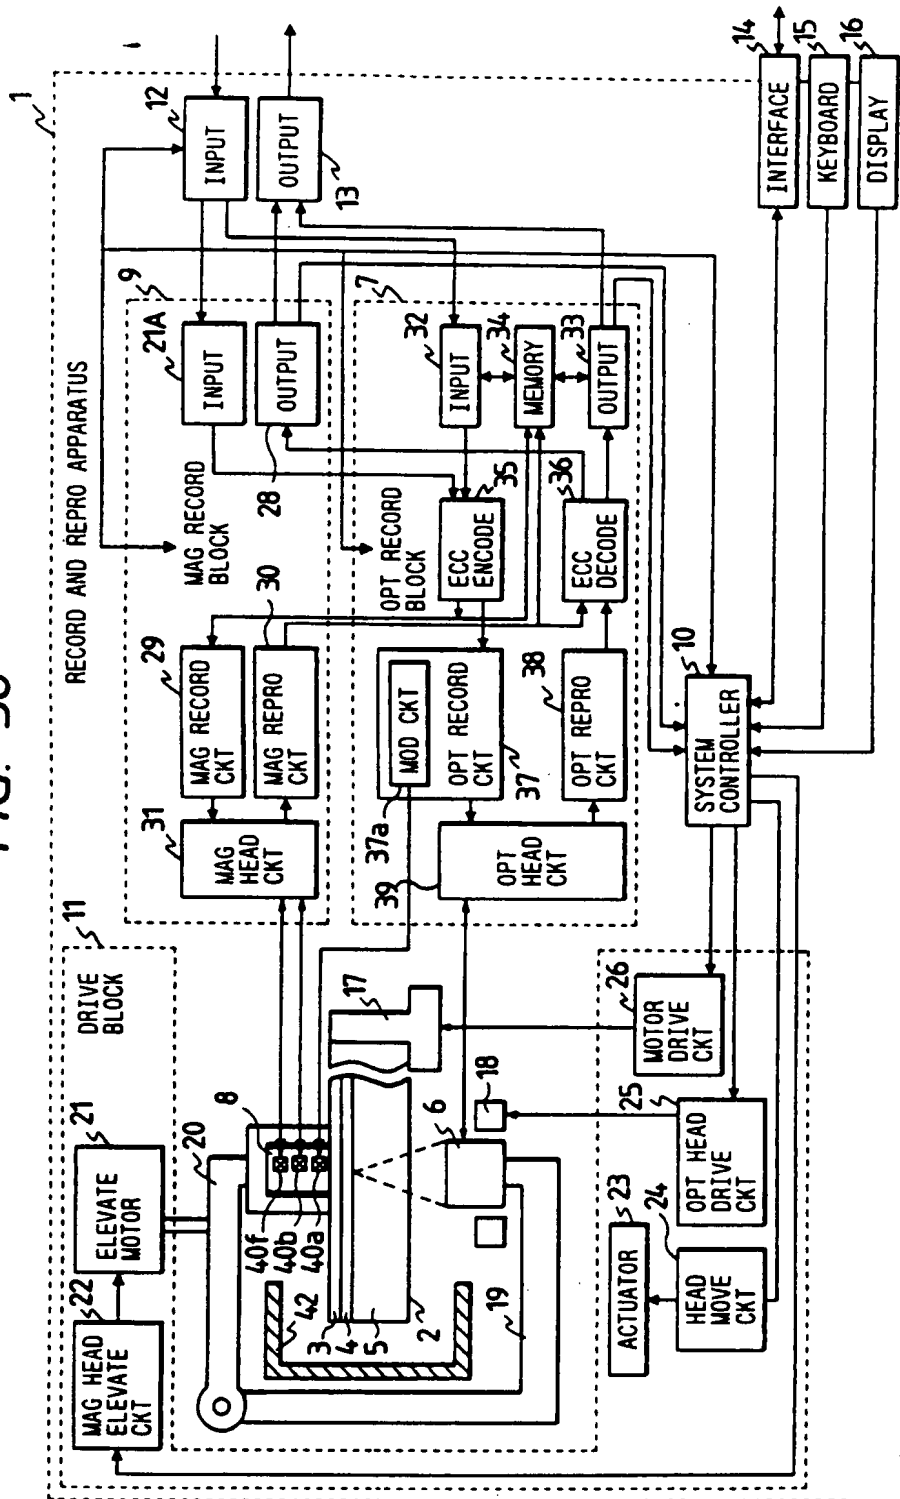 1
RECORD AND REPRO APPARATUS
11
DRIVE
BLOCK
22
MAG HEAD
ELEVATE
CKT
21
ELEVATE
MOTOR
20
8
40f
40b
40a
42
3
4
5
2
19
17
6
18
9
MAG RECORD
BLOCK
31
MAG HEAD
CKT
29
MAG RECORD
CKT
30
MAG REPRO
CKT
21A
INPUT
28
OUTPUT
12
INPUT
13
OUTPUT
7
OPT RECORD
BLOCK
39
OPT HEAD
CKT
37a
MOD CKT
OPT RECORD
CKT
37
38
OPT REPRO
CKT
35
ECC
ENCODE
36
ECC
DECODE
32
INPUT
34
MEMORY
33
OUTPUT
23
ACTUATOR
24
HEAD
MOVE
CKT
25
OPT HEAD
DRIVE
CKT
26
MOTOR
DRIVE
CKT
10
SYSTEM
CONTROLLER
14
INTERFACE
15
KEYBOARD
16
DISPLAY